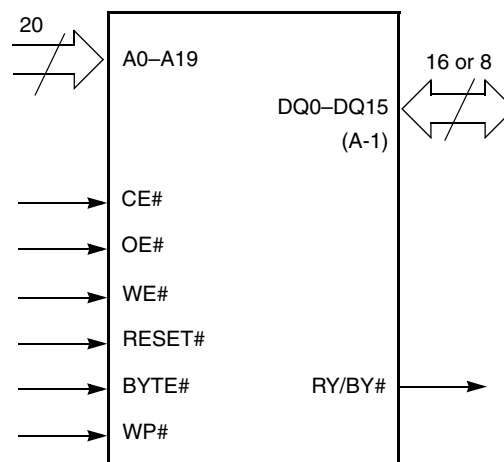 20
A0–A19
16 or 8
DQ0–DQ15
(A-1)
CE#
OE#
WE#
RESET#
BYTE#
RY/BY#
WP#